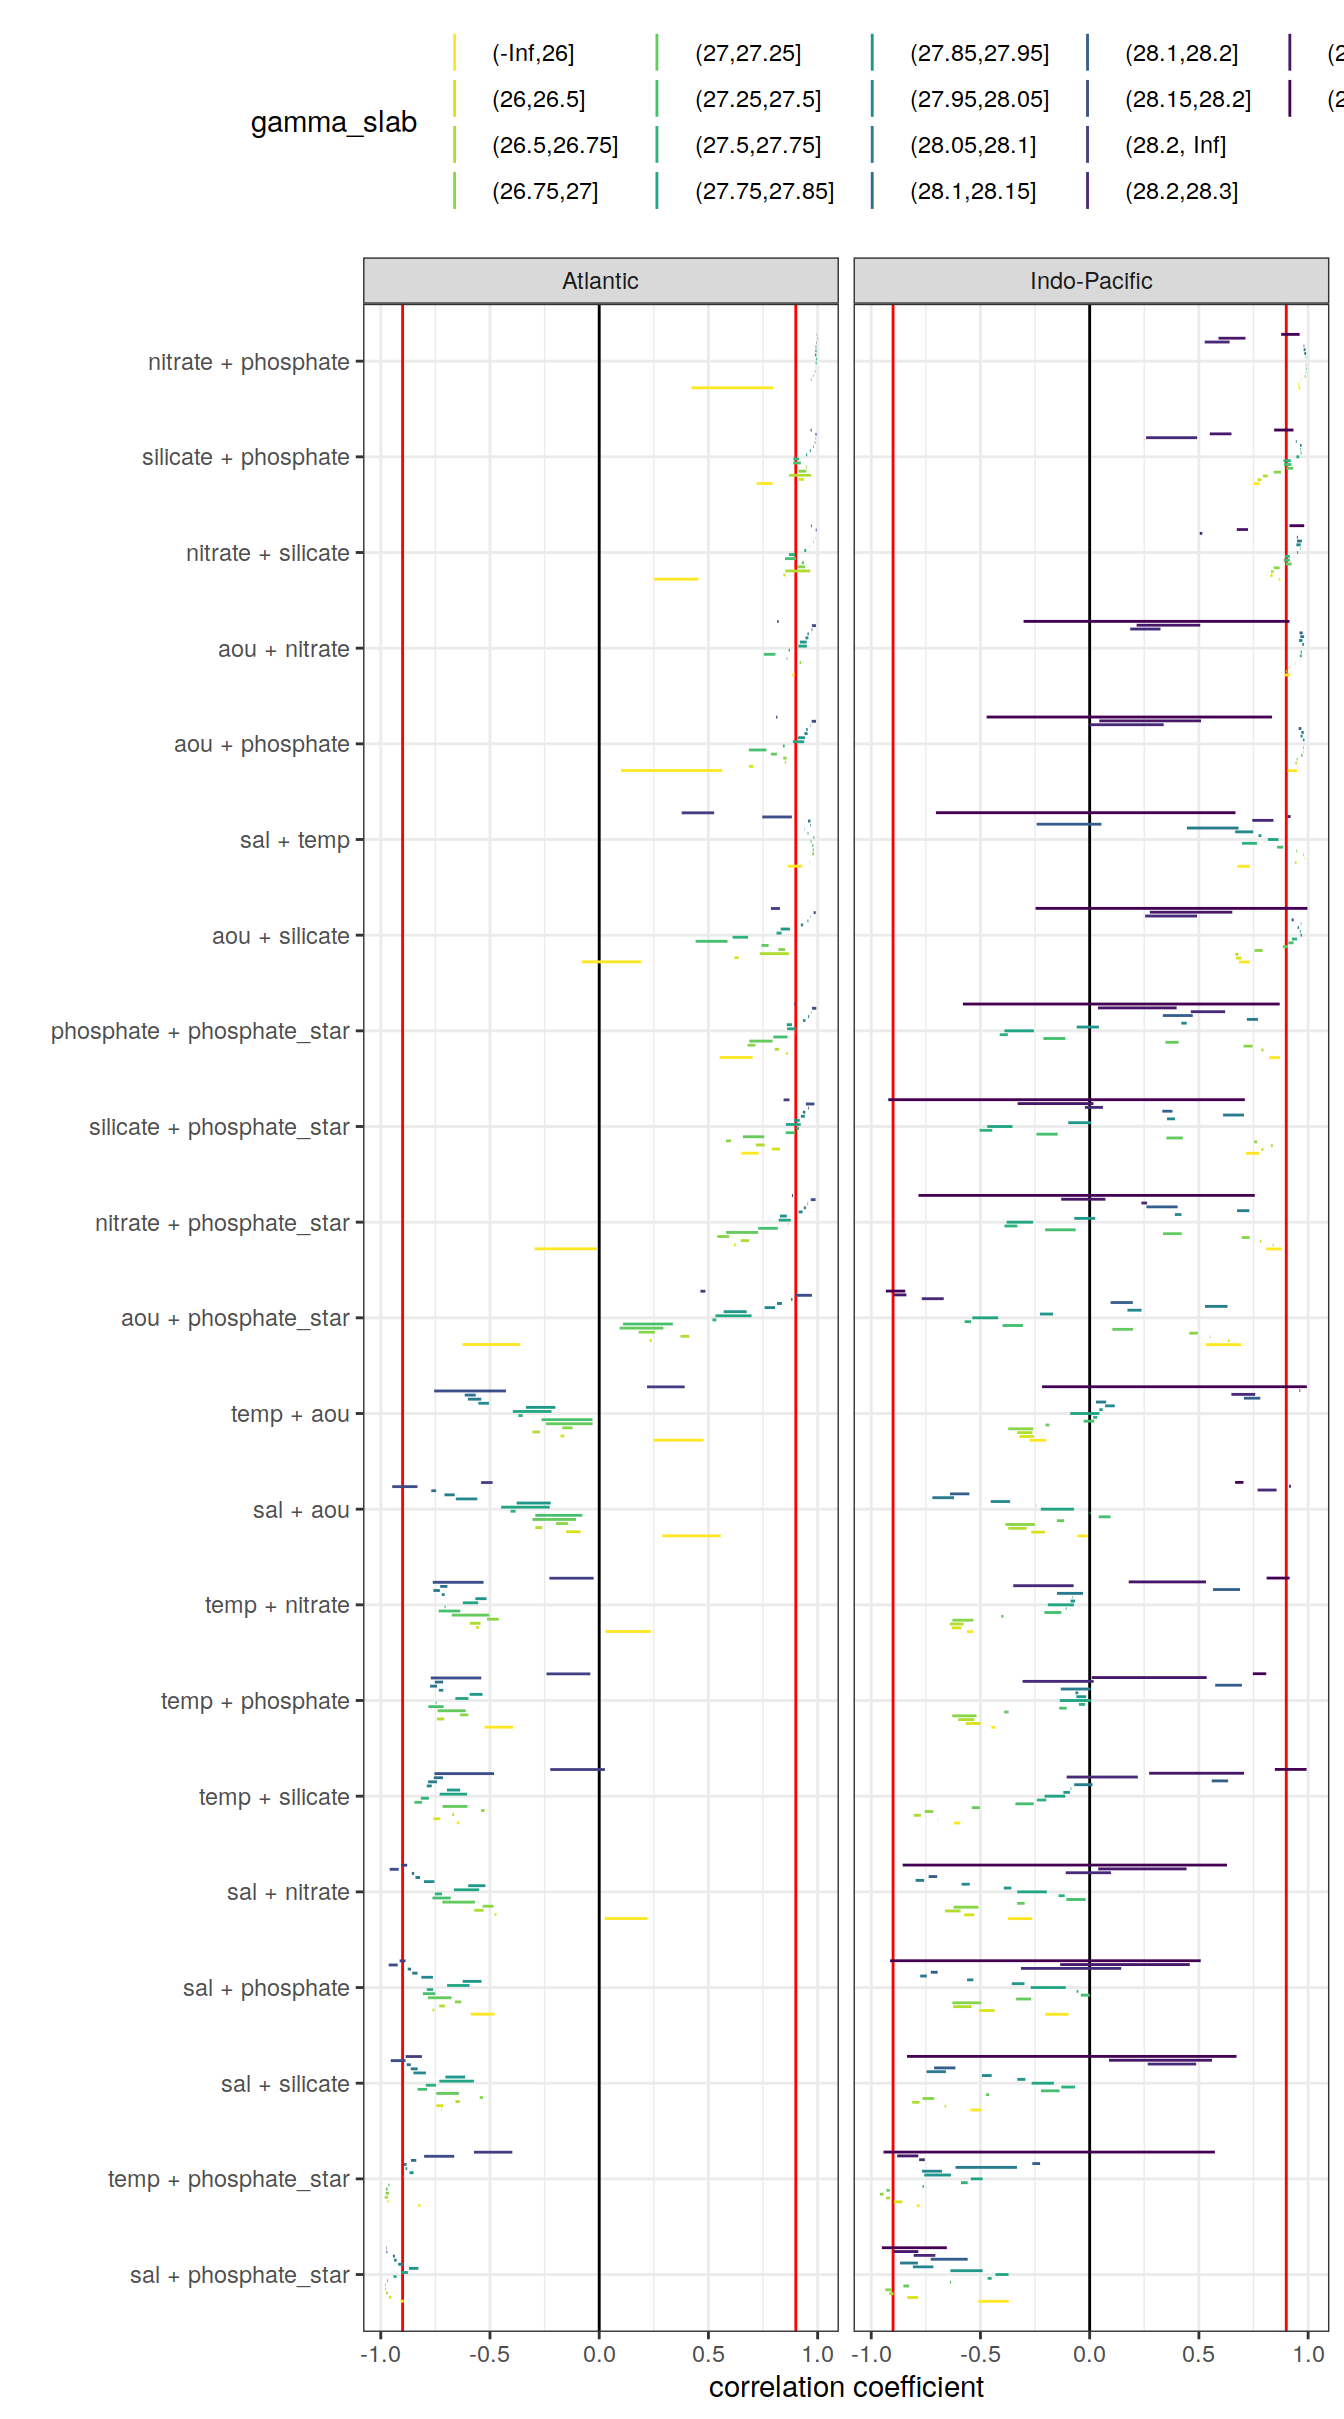 gamma_slab
(-Inf,26] (27,27.25] (27.85,27.95] (28.1,28.2]
(26,26.5] (27.25,27.5] (27.95,28.05] (28.15,28.2]
(26.5,26.75] (27.5,27.75] (28.05,28.1] (28.2, Inf]
(26.75,27] (27.75,27.85] (28.1,28.15] (28.2,28.3]
Atlantic Indo-Pacific
nitrate + phosphate
silicate + phosphate
nitrate + silicate
aou + nitrate
aou + phosphate
sal + temp
aou + silicate
phosphate + phosphate_star
silicate + phosphate_star
nitrate + phosphate_star
aou + phosphate_star
temp + aou
sal + aou
temp + nitrate
temp + phosphate
temp + silicate
sal + nitrate
sal + phosphate
sal + silicate
temp + phosphate_star
sal + phosphate_star
-1.0 -0.5 0.0 0.5 1.0 -1.0 -0.5 0.0 0.5 1.0
correlation coefficient